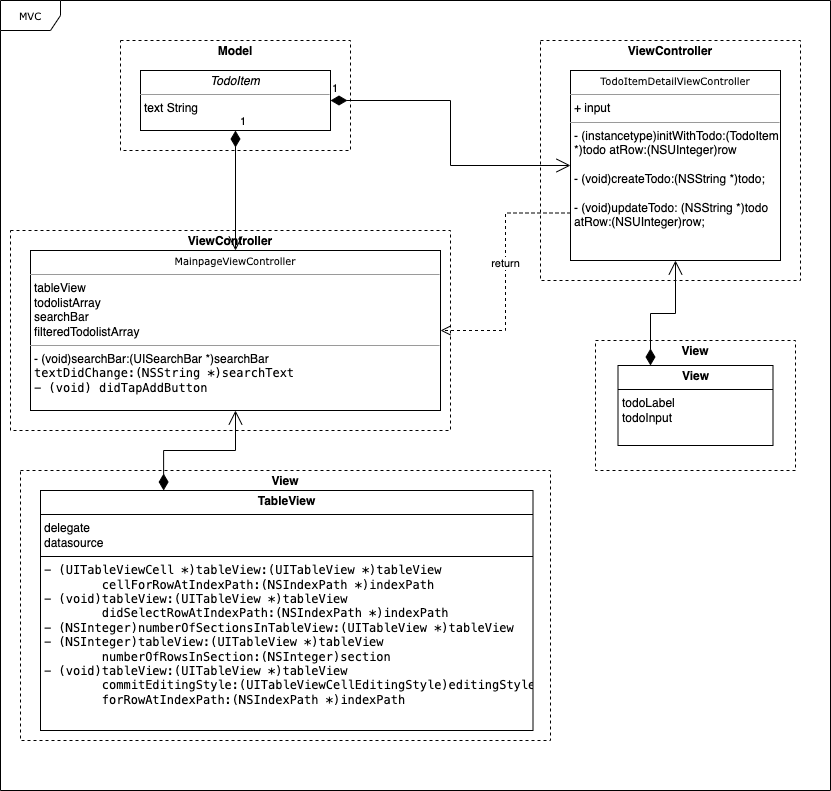 MVC
Model
TodoItem
text String
1
1
ViewController
TodoItemDetailViewController
+ input
- (instancetype)initWithTodo:(TodoItem
*)todo atRow:(NSUInteger)row
- (void)createTodo:(NSString *)todo;
- (void)updateTodo: (NSString *)todo
atRow:(NSUInteger)row;
return
ViewController
MainpageViewController
tableView
todolistArray
searchBar
filteredTodolistArray
- (void)searchBar:(UISearchBar *)searchBar
textDidChange:(NSString *)searchText
- (void) didTapAddButton
View
View
todoLabel
todoInput
View
TableView
delegate
datasource
- (UITableViewCell *)tableView:(UITableView *)tableView
cellForRowAtIndexPath:(NSIndexPath *)indexPath
- (void)tableView:(UITableView *)tableView
didSelectRowAtIndexPath:(NSIndexPath *)indexPath
- (NSInteger)numberOfSectionsInTableView:(UITableView *)tableView
- (NSInteger)tableView:(UITableView *)tableView
numberOfRowsInSection:(NSInteger)section
- (void)tableView:(UITableView *)tableView
commitEditingStyle:(UITableViewCellEditingStyle)editingStyle
forRowAtIndexPath:(NSIndexPath *)indexPath